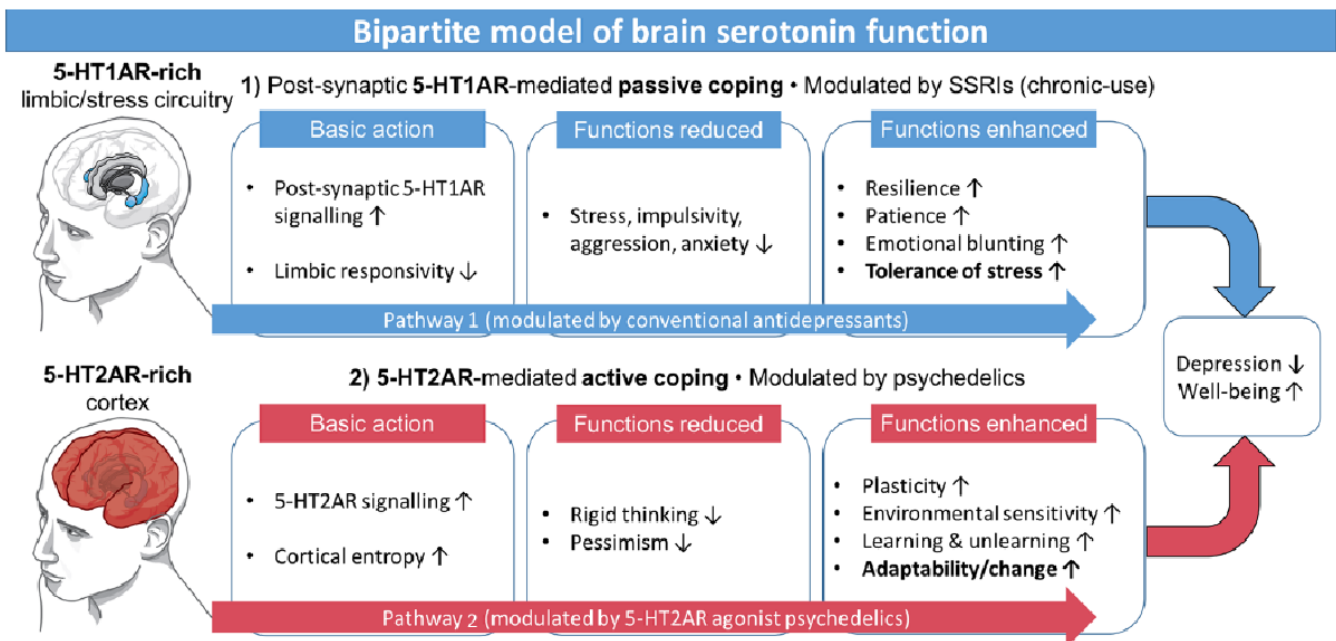 Bipartite model of brain serotonin function
5-HT1AR-rich
limbic/stress circuitry
1) Post-synaptic 5-HT1AR-mediated passive coping • Modulated by SSRIs (chronic-use)
Basic action
• Post-synaptic 5-HT1AR
signalling ↑
• Limbic responsivity ↓
Functions reduced
• Stress, impulsivity,
aggression, anxiety ↓
Functions enhanced
• Resilience ↑
• Patience ↑
• Emotional blunting ↑
• Tolerance of stress ↑
Pathway 1 (modulated by conventional antidepressants)
5-HT2AR-rich
cortex
2) 5-HT2AR-mediated active coping • Modulated by psychedelics
Basic action
• 5-HT2AR signalling ↑
• Cortical entropy ↑
Functions reduced
• Rigid thinking ↓
• Pessimism ↓
Functions enhanced
• Plasticity ↑
• Environmental sensitivity ↑
• Learning & unlearning ↑
• Adaptability/change ↑
Pathway 2 (modulated by 5-HT2AR agonist psychedelics)
Depression ↓
Well-being ↑